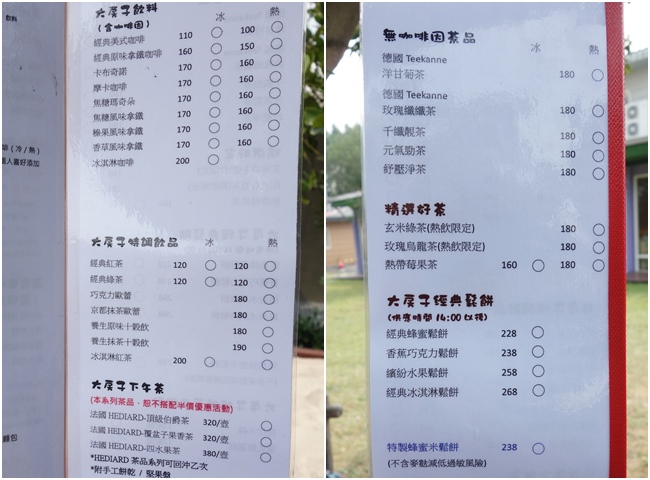 飲料
啡 (冷 / 熱)
麵包
大房子飲料
(含咖啡因) 冰 熱
經典美式咖啡 110 ○ 100 ○
經典原味拿鐵咖啡 160 ○ 150 ○
卡布奇諾 170 ○ 160 ○
摩卡咖啡 170 ○ 160 ○
焦糖瑪奇朵 170 ○ 160 ○
焦糖風味拿鐵 170 ○ 160 ○
榛果風味拿鐵 170 ○ 160 ○
香草風味拿鐵 170 ○ 160 ○
冰淇淋咖啡 200 ○
大房子特調飲品 冰 熱
經典紅茶 120 ○ 120 ○
經典綠茶 120 ○ 120 ○
巧克力歐蕾 180 ○
京都抹茶歐蕾 180 ○
養生原味十穀飲 180 ○
養生抹茶十穀飲 190 ○
冰淇淋紅茶 200 ○ ○
大房子下午茶
(本系列茶品，恕不搭配半價優惠活動)
法國 HEDIARD-頂級伯爵茶 320/壺 ○
法國 HEDIARD-覆盆子果香茶 320/壺 ○
法國 HEDIARD-四水果茶 380/壺 ○
*HEDIARD 茶品系列可回沖乙次
*附手工餅乾 / 堅果盤
無咖啡因茶品 冰 熱
德國 Teekanne
洋甘菊茶 180 ○
德國 Teekanne
玫瑰纖纖茶 180 ○
千纖靚茶 180 ○
元氣勁茶 180 ○
紓壓淨茶 180 ○
精選好茶
玄米綠茶(熱飲限定) 180 ○
玫瑰烏龍茶(熱飲限定) 180 ○
熱帶莓果茶 160 ○ 180 ○
大房子經典鬆餅
(供應時間 14:00 以後)
經典蜂蜜鬆餅 228 ○
香蕉巧克力鬆餅 238 ○
繽紛水果鬆餅 258 ○
經典冰淇淋鬆餅 268 ○
特製蜂蜜米鬆餅 238 ○
(不含麥麩減低過敏風險)